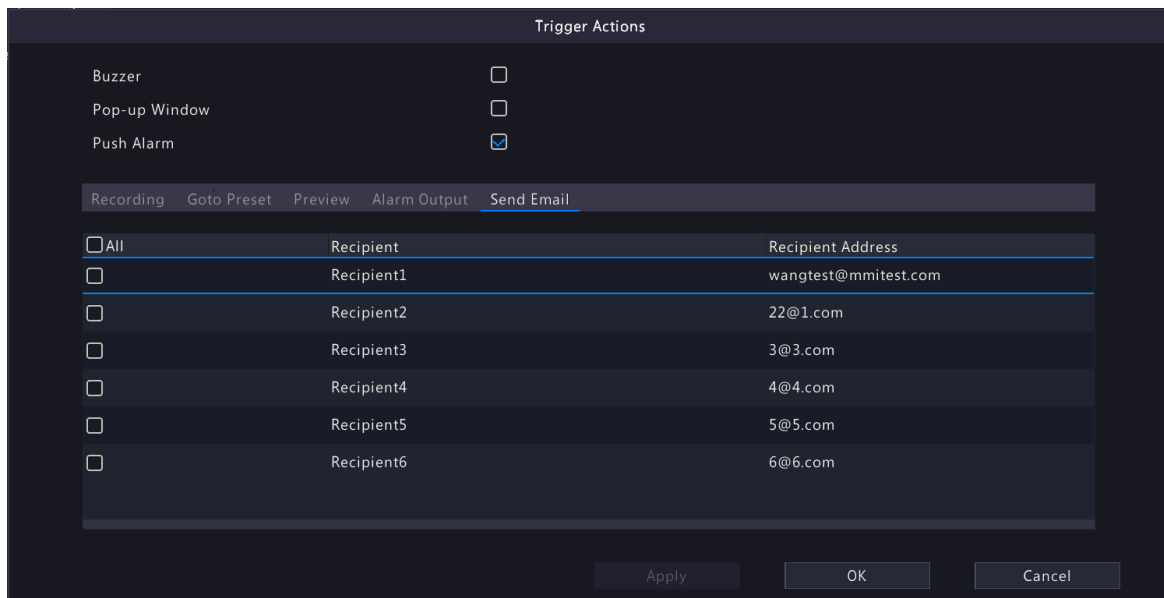 Trigger Actions
Buzzer
Pop-up Window
Push Alarm
Recording Goto Preset Preview Alarm Output Send Email
All Recipient Recipient Address
Recipient1 wangtest@mmitest.com
Recipient2 22@1.com
Recipient3 3@3.com
Recipient4 4@4.com
Recipient5 5@5.com
Recipient6 6@6.com
Apply OK Cancel